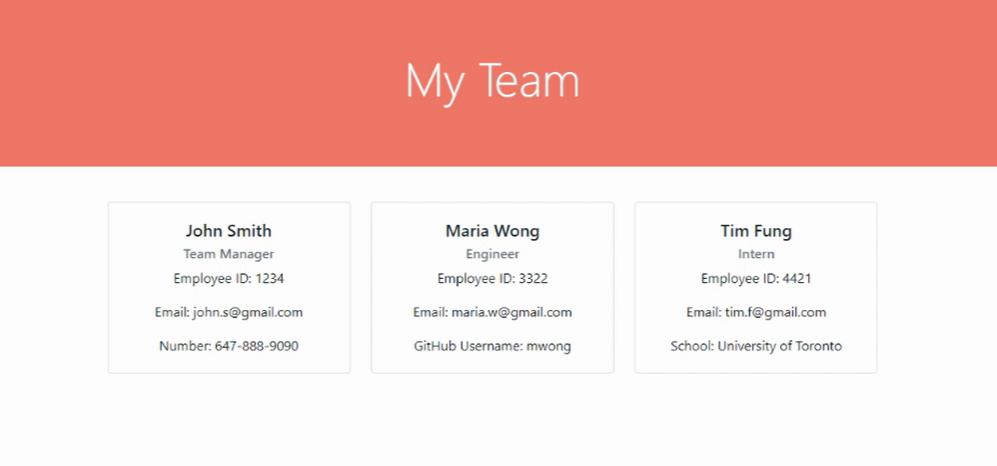 My Team
John Smith
Team Manager
Employee ID: 1234
Email: john.s@gmail.com
Number: 647-888-9090
Maria Wong
Engineer
Employee ID: 3322
Email: maria.w@gmail.com
GitHub Username: mwong
Tim Fung
Intern
Employee ID: 4421
Email: tim.f@gmail.com
School: University of Toronto